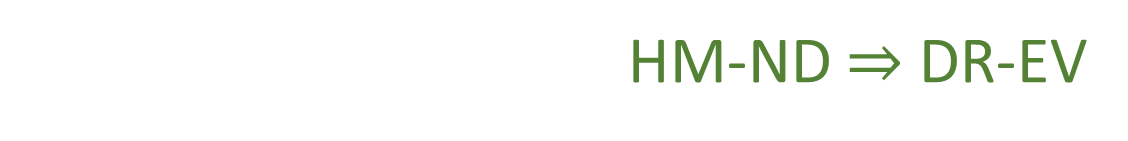 HM-ND ⇒ DR-EV